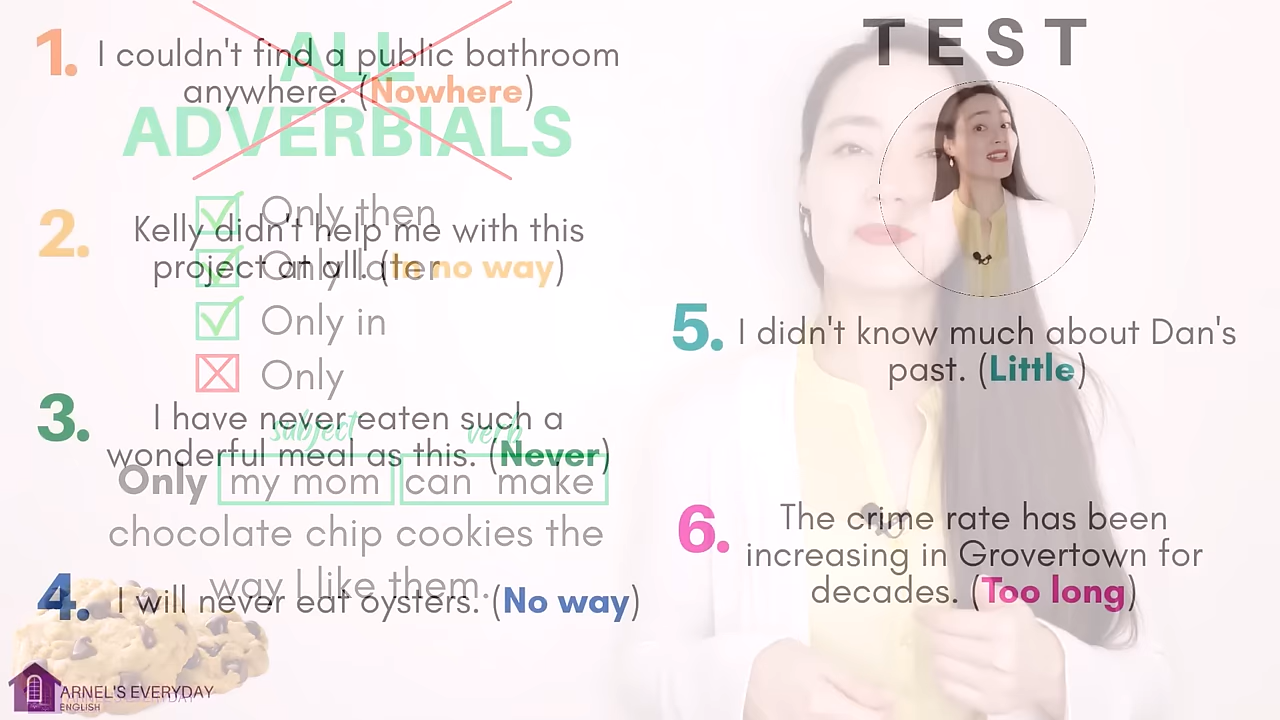 TEST
1. I couldn't find a public bathroom
anywhere. (Nowhere)
2. Kelly didn't help me with this
project at all. (In no way)
3. I have never eaten such a
wonderful meal as this. (Never)
4. I will never eat oysters. (No way)
5. I didn't know much about Dan's
past. (Little)
6. The crime rate has been
increasing in Grovertown for
decades. (Too long)
ALL
ADVERBIALS
Only then
Only later
Only in
Only
subject verb
Only my mom can make
chocolate chip cookies the
way I like them.
ARNEL'S EVERYDAY
ENGLISH